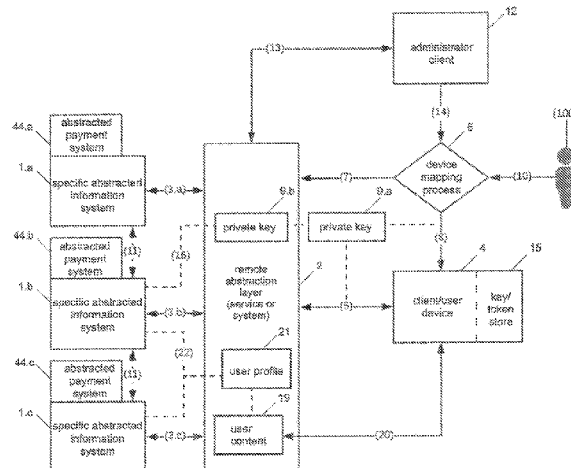 12
administrator
client
(13)
(14)
(100)
6
device
mapping
process
(10)
(7)
(8)
44.a
abstracted
payment
system
1.a
specific abstracted
information
system
(3.a)
(11)
44.b
abstracted
payment
system
1.b
specific abstracted
information
system
(3.b)
(11)
44.c
abstracted
payment
system
1.c
specific abstracted
information
system
(3.c)
(16)
(22)
9.b
private key
9.a
private key
remote
abstraction
layer
(service or
system)
2
(5)
21
user profile
19
user
content
(20)
4
client/user
device
15
key/
token
store